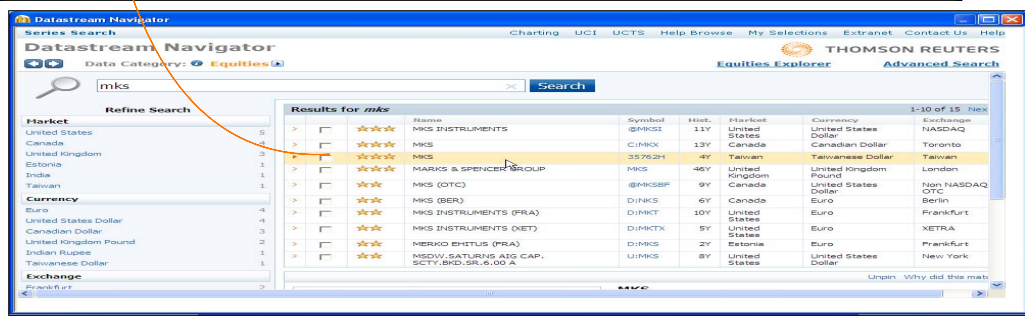 Datastream Navigator
Series Search Charting UCI UCTS Help Browse My Selections Extranet Contact Us Help
Datastream Navigator THOMSON REUTERS
Data Category: Equities Equities Explorer Advanced Search
mks Search
Refine Search
Market
United States 5
Canada 4
United Kingdom 3
Estonia 1
India 1
Taiwan 1
Currency
Euro 4
United States Dollar 4
Canadian Dollar 3
United Kingdom Pound 2
Indian Rupee 1
Taiwanese Dollar 1
Exchange
Frankfurt 2
Results for mks 1-10 of 15 Nex
Name Symbol Hist. Market Currency Exchange
MKS INSTRUMENTS @MKSI 11Y United States United States Dollar NASDAQ
MKS C:MKX 13Y Canada Canadian Dollar Toronto
MKS 35762H 4Y Taiwan Taiwanese Dollar Taiwan
MARKS & SPENCER GROUP MKS 46Y United Kingdom United Kingdom Pound London
MKS (OTC) @MKSBF 9Y Canada United States Dollar Non NASDAQ OTC
MKS (BER) D:NKS 6Y Canada Euro Berlin
MKS INSTRUMENTS (FRA) D:MKT 10Y United States Euro Frankfurt
MKS INSTRUMENTS (XET) D:MKTX 5Y United States Euro XETRA
MERKO EHITUS (FRA) D:MKS 2Y Estonia Euro Frankfurt
MSDW.SATURNS AIG CAP. SCTY.BKD.SR.6.00 A U:MKS 8Y United States United States Dollar New York
Unpin Why did this mat
MKS